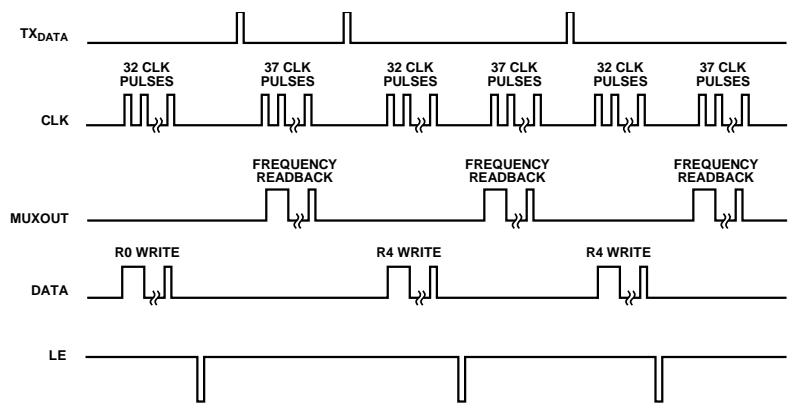 TXDATA
32 CLK
PULSES
37 CLK
PULSES
32 CLK
PULSES
37 CLK
PULSES
32 CLK
PULSES
37 CLK
PULSES
CLK
FREQUENCY
READBACK
FREQUENCY
READBACK
FREQUENCY
READBACK
MUXOUT
R0 WRITE
R4 WRITE
R4 WRITE
DATA
LE